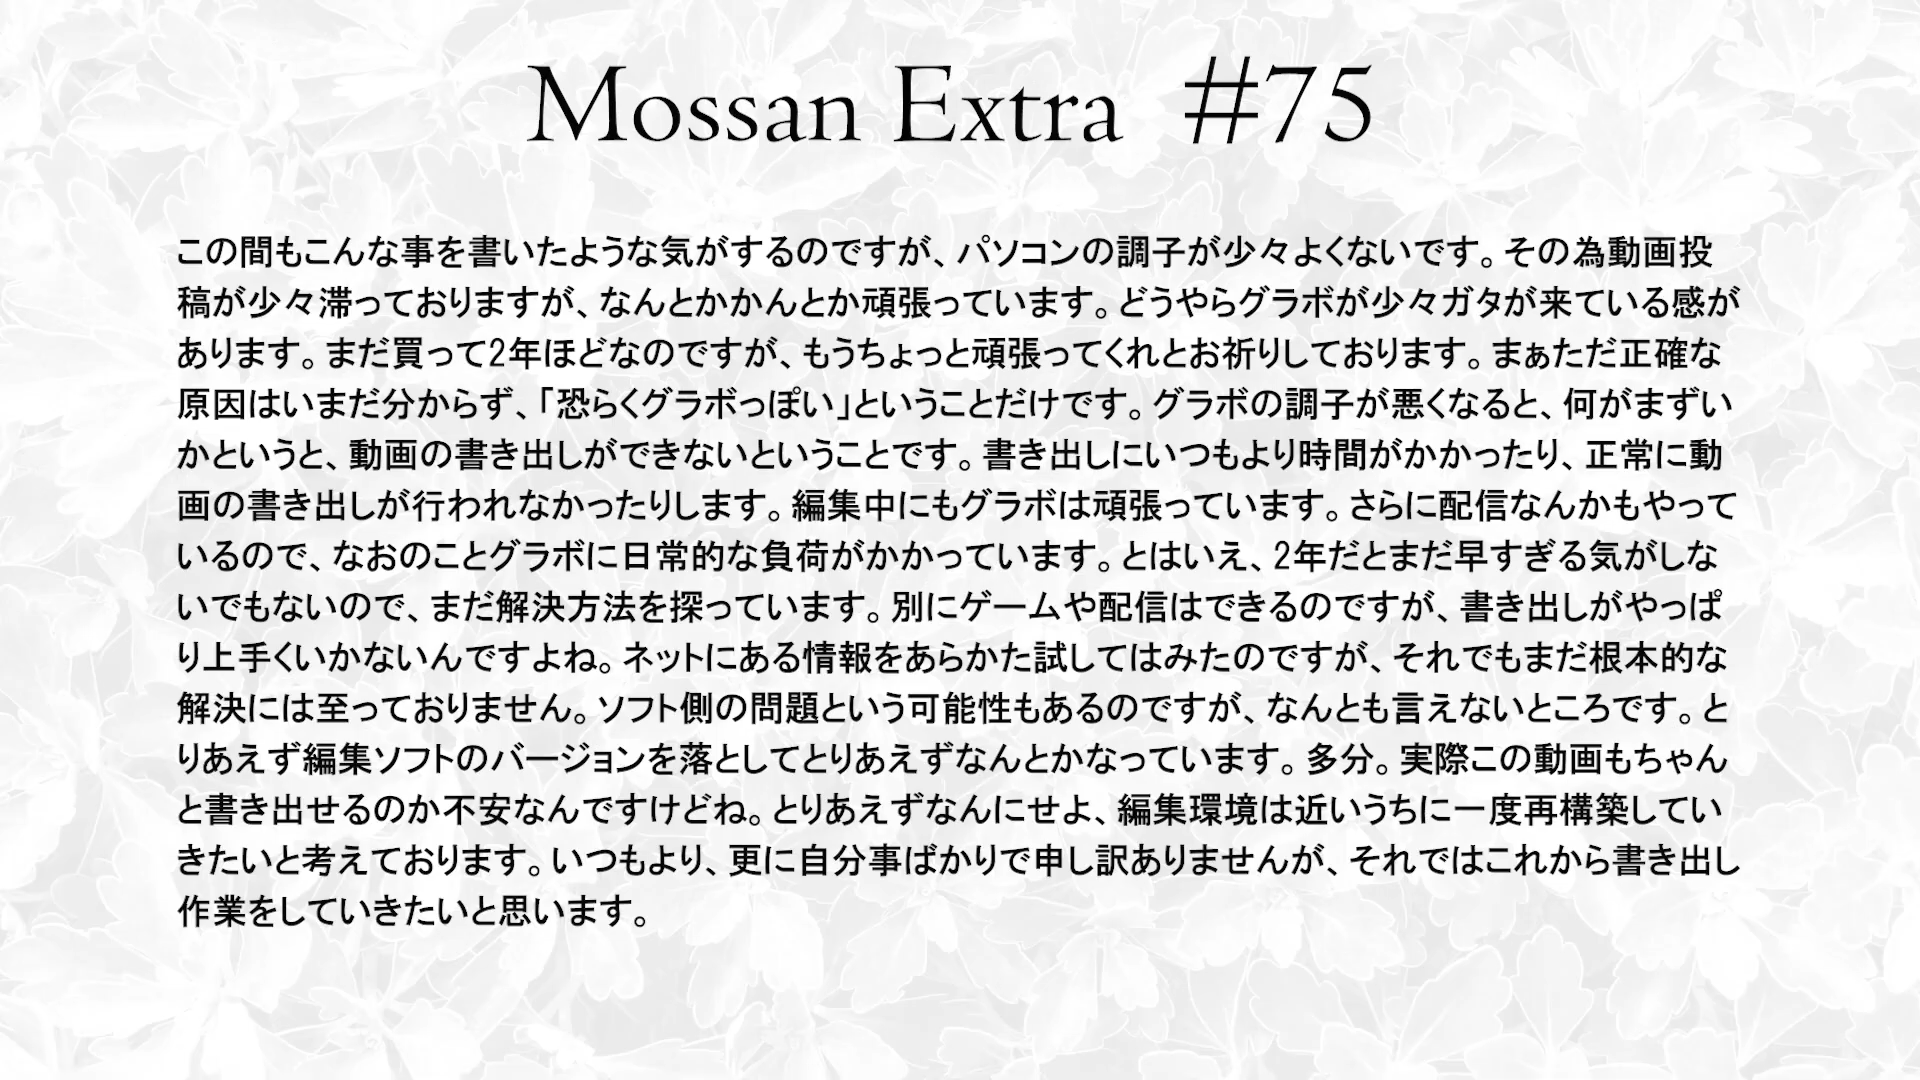 Mossan Extra #75
この間もこんな事を書いたような気がするのですが、パソコンの調子が少々よくないです。その為動画投
稿が少々滞っておりますが、なんとかかんとか頑張っています。どうやらグラボが少々ガタが来ている感が
あります。まだ買って2年ほどなのですが、もうちょっと頑張ってくれとお祈りしております。まぁただ正確な
原因はいまだ分からず、「恐らくグラボっぽい」ということだけです。グラボの調子が悪くなると、何がまずい
かというと、動画の書き出しができないということです。書き出しにいつもより時間がかかったり、正常に動
画の書き出しが行われなかったりします。編集中にもグラボは頑張っています。さらに配信なんかもやって
いるので、なおのことグラボに日常的な負荷がかかっています。とはいえ、2年だとまだ早すぎる気がしな
いでもないので、まだ解決方法を探っています。別にゲームや配信はできるのですが、書き出しがやっぱ
り上手くいかないんですよね。ネットにある情報をあらかた試してはみたのですが、それでもまだ根本的な
解決には至っておりません。ソフト側の問題という可能性もあるのですが、なんとも言えないところです。と
りあえず編集ソフトのバージョンを落としてとりあえずなんとかなっています。多分。実際この動画もちゃん
と書き出せるのか不安なんですけどね。とりあえずなんにせよ、編集環境は近いうちに一度再構築してい
きたいと考えております。いつもより、更に自分事ばかりで申し訳ありませんが、それではこれから書き出し
作業をしていきたいと思います。